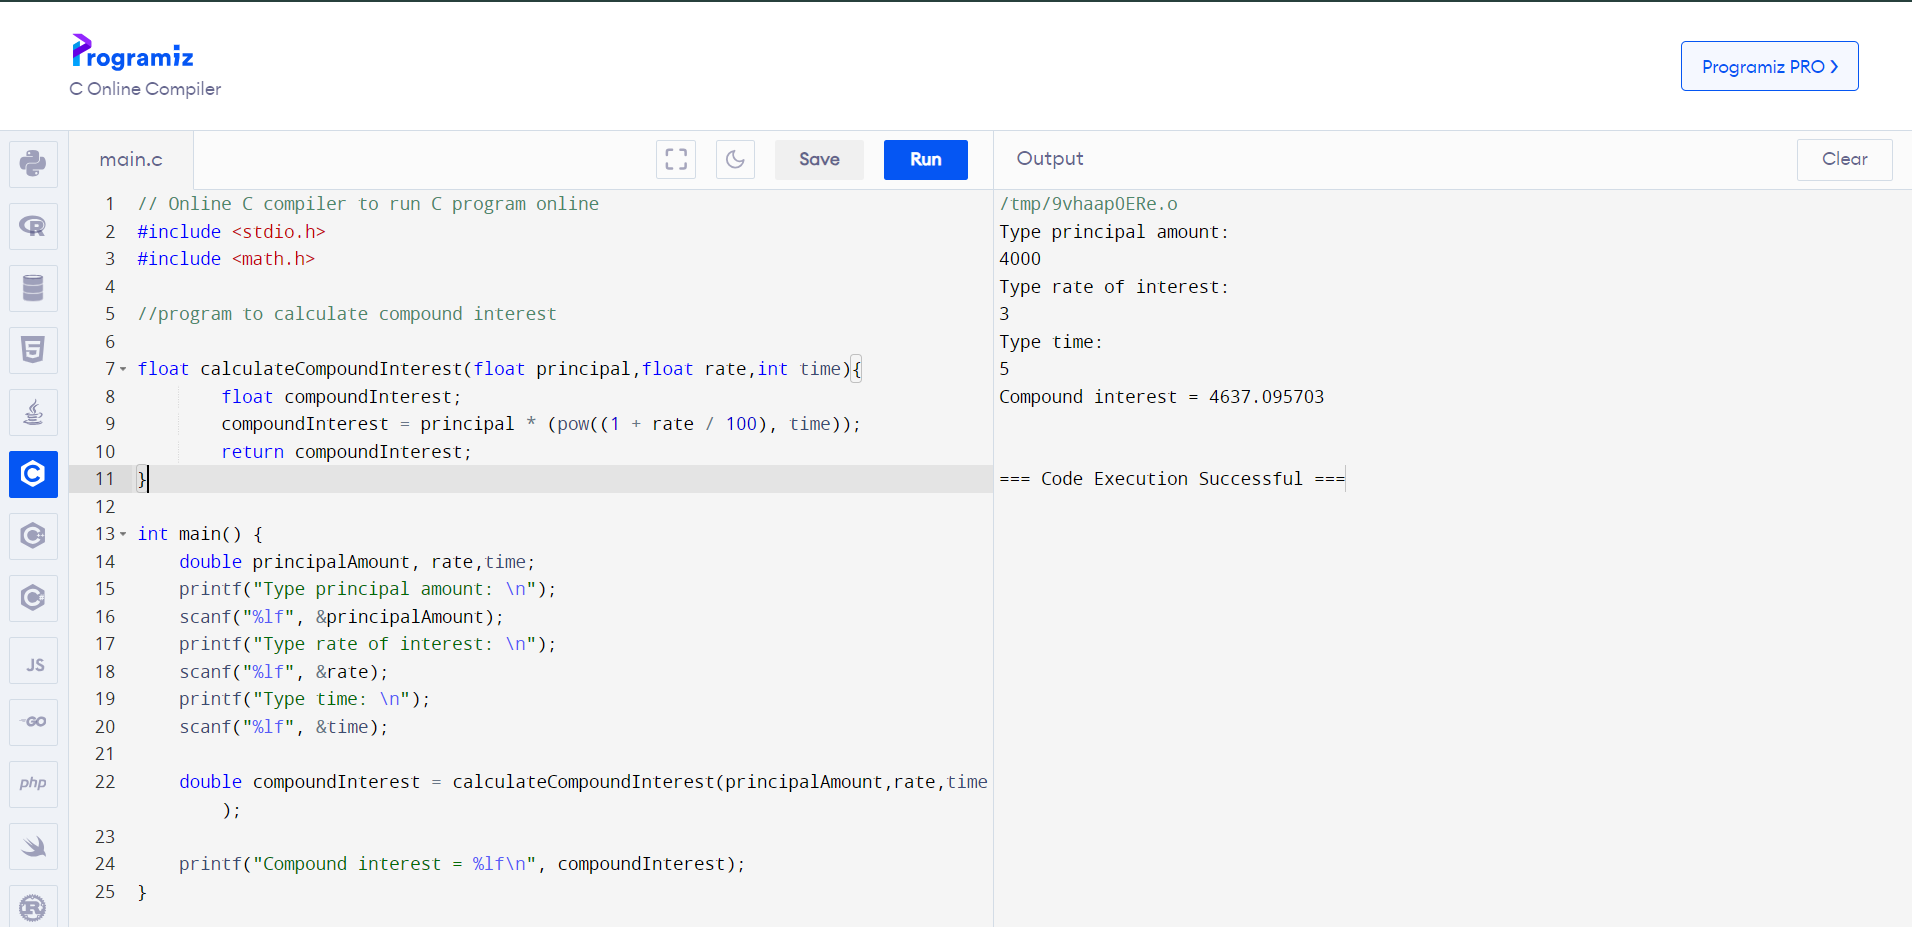 Programiz
C Online Compiler
Programiz PRO >
main.c
Save
Run
Output
Clear
1 // Online C compiler to run C program online
2 #include <stdio.h>
3 #include <math.h>
4
5 //program to calculate compound interest
6
7 float calculateCompoundInterest(float principal,float rate,int time){
8 float compoundInterest;
9 compoundInterest = principal * (pow((1 + rate / 100), time));
10 return compoundInterest;
11 }
12
13 int main() {
14 double principalAmount, rate,time;
15 printf("Type principal amount: \n");
16 scanf("%lf", &principalAmount);
17 printf("Type rate of interest: \n");
18 scanf("%lf", &rate);
19 printf("Type time: \n");
20 scanf("%lf", &time);
21
22 double compoundInterest = calculateCompoundInterest(principalAmount,rate,time
);
23
24 printf("Compound interest = %lf\n", compoundInterest);
25 }
/tmp/9vhaap0ERe.o
Type principal amount:
4000
Type rate of interest:
3
Type time:
5
Compound interest = 4637.095703
=== Code Execution Successful ===
R
5
C
C
C
JS
GO
php
R